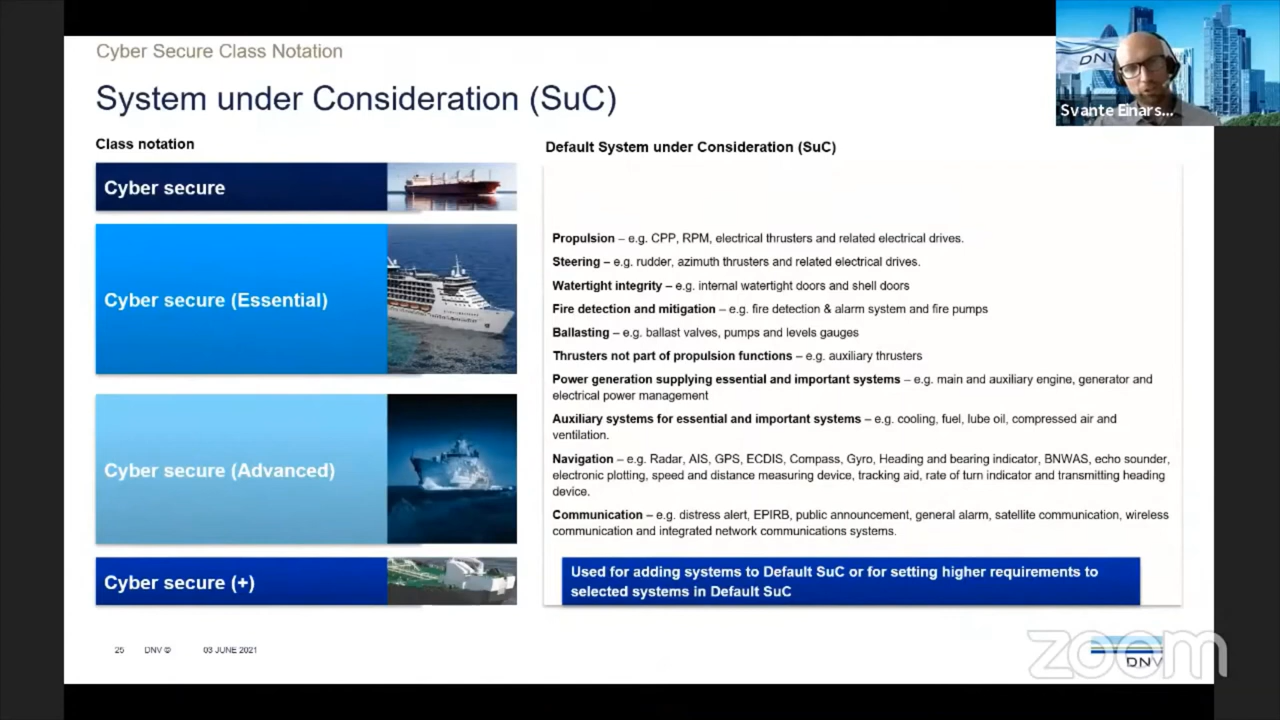 Cyber Secure Class Notation
System under Consideration (SuC)
Class notation
Cyber secure
Cyber secure (Essential)
Cyber secure (Advanced)
Cyber secure (+)
Default System under Consideration (SuC)
Propulsion – e.g. CPP, RPM, electrical thrusters and related electrical drives.
Steering – e.g. rudder, azimuth thrusters and related electrical drives.
Watertight integrity – e.g. internal watertight doors and shell doors
Fire detection and mitigation – e.g. fire detection & alarm system and fire pumps
Ballasting – e.g. ballast valves, pumps and levels gauges
Thrusters not part of propulsion functions – e.g. auxiliary thrusters
Power generation supplying essential and important systems – e.g. main and auxiliary engine, generator and
electrical power management
Auxiliary systems for essential and important systems – e.g. cooling, fuel, lube oil, compressed air and
ventilation.
Navigation – e.g. Radar, AIS, GPS, ECDIS, Compass, Gyro, Heading and bearing indicator, BNWAS, echo sounder,
electronic plotting, speed and distance measuring device, tracking aid, rate of turn indicator and transmitting heading
device.
Communication – e.g. distress alert, EPIRB, public announcement, general alarm, satellite communication, wireless
communication and integrated network communications systems.
Used for adding systems to Default SuC or for setting higher requirements to
selected systems in Default SuC
25 DNV © 03 JUNE 2021
DNV
Svante Einars...
zoom
DNV